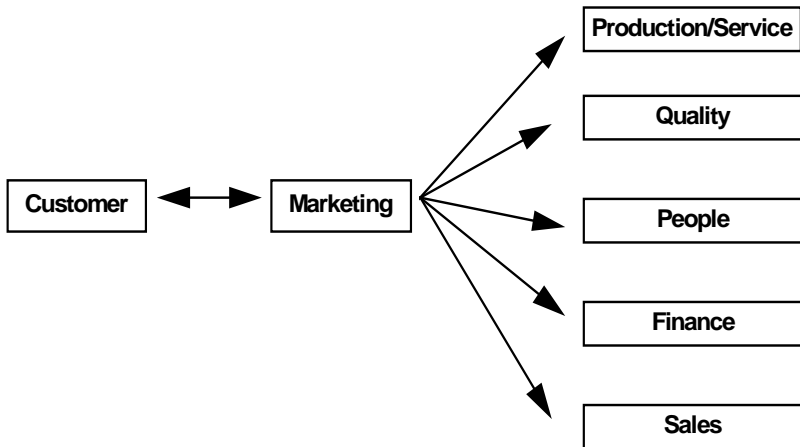 Production/Service
Quality
Customer
Marketing
People
Finance
Sales